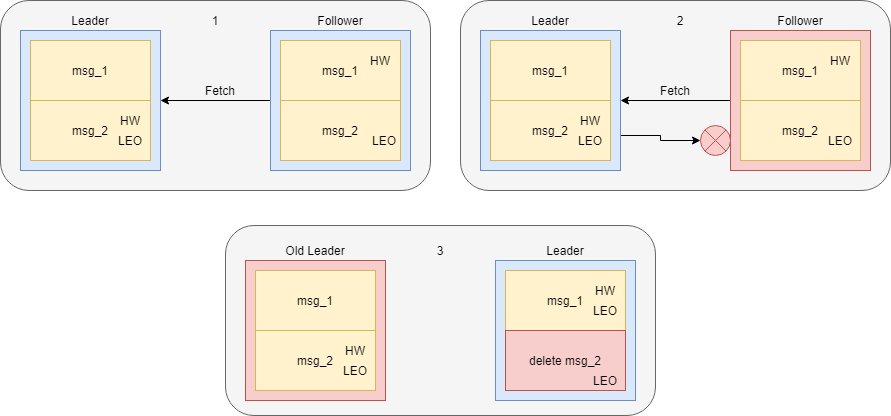 Leader
1
Follower
msg_1
msg_2
HW
LEO
Fetch
msg_1
HW
msg_2
LEO
Leader
2
Follower
msg_1
msg_2
HW
LEO
Fetch
msg_1
HW
msg_2
LEO
Old Leader
3
Leader
msg_1
msg_2
HW
LEO
msg_1
HW
LEO
delete msg_2
LEO